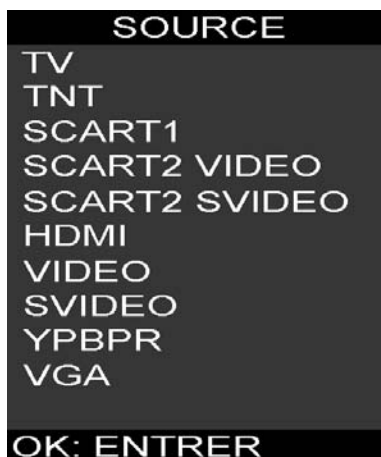 SOURCE
TV
TNT
SCART1
SCART2 VIDEO
SCART2 SVIDEO
HDMI
VIDEO
SVIDEO
YPBPR
VGA
OK: ENTRER